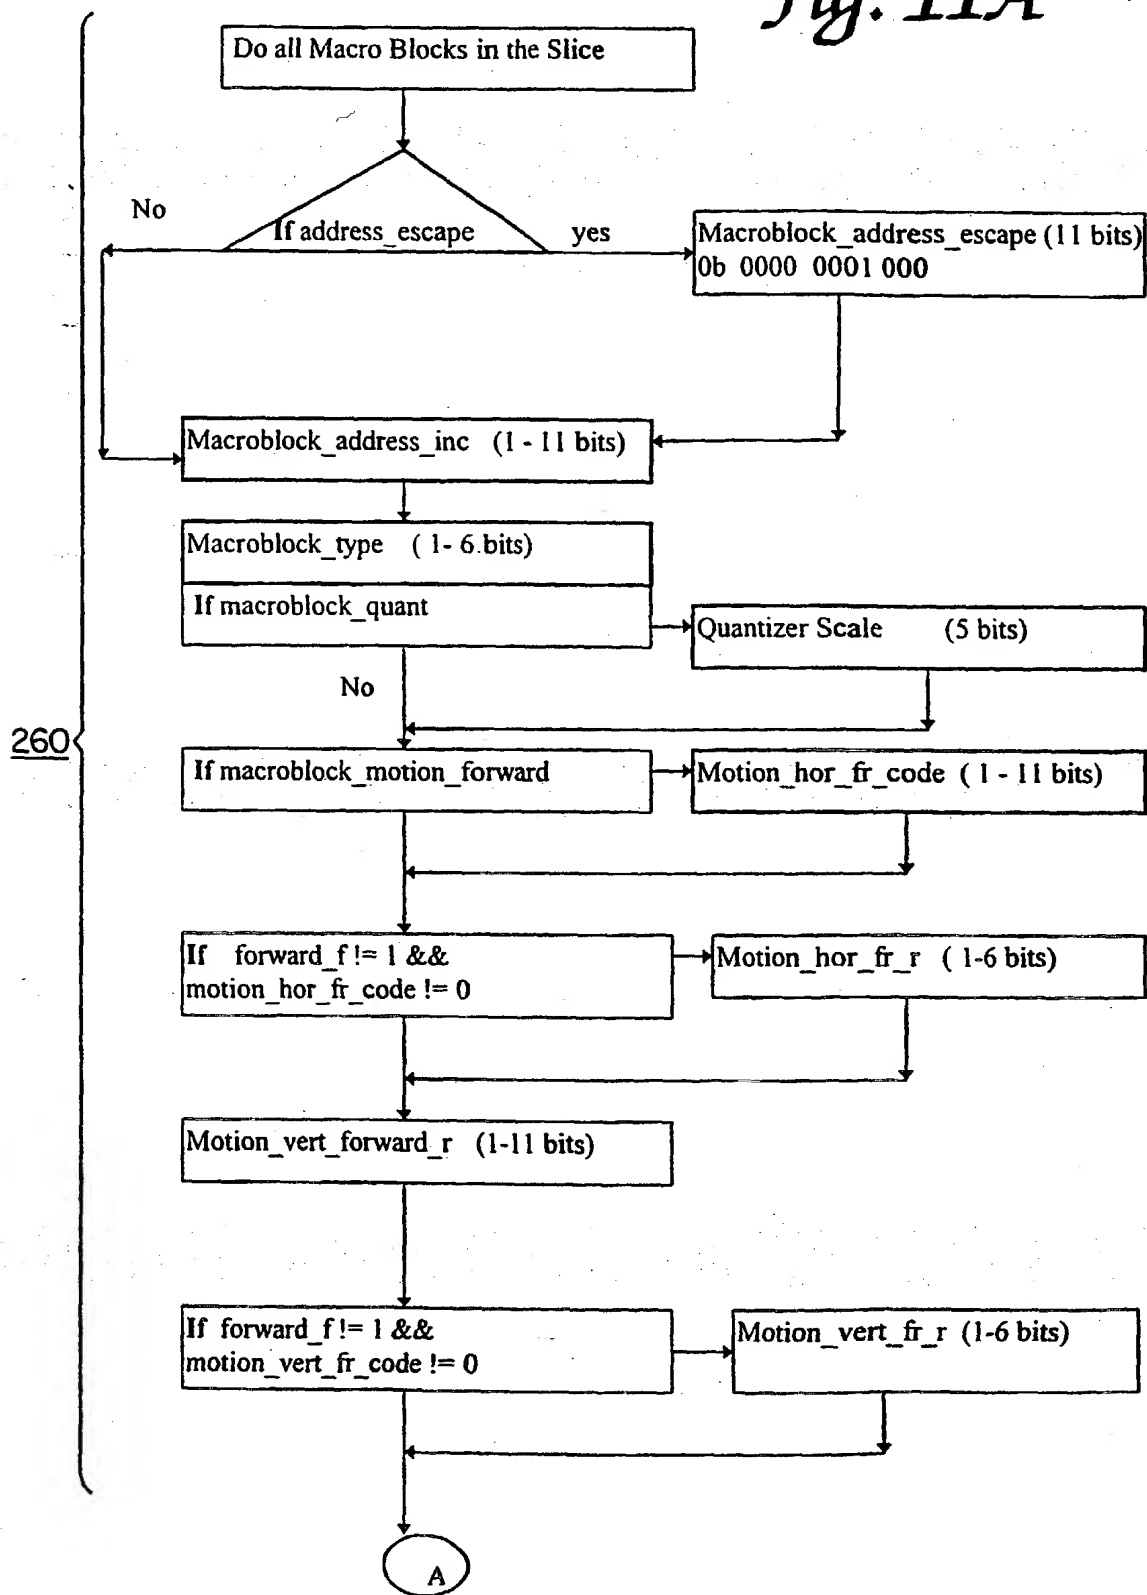 Fig. 11A
Do all Macro Blocks in the Slice
No
If address_escape
yes
Macroblock_address_escape (11 bits)
0b 0000 0001 000
Macroblock_address_inc (1 - 11 bits)
Macroblock_type ( 1- 6 bits)
If macroblock_quant
Quantizer Scale (5 bits)
No
260
If macroblock_motion_forward
Motion_hor_fr_code ( 1 - 11 bits)
If forward_f != 1 &&
motion_hor_fr_code != 0
Motion_hor_fr_r ( 1-6 bits)
Motion_vert_forward_r (1-11 bits)
If forward_f != 1 &&
motion_vert_fr_code != 0
Motion_vert_fr_r (1-6 bits)
A